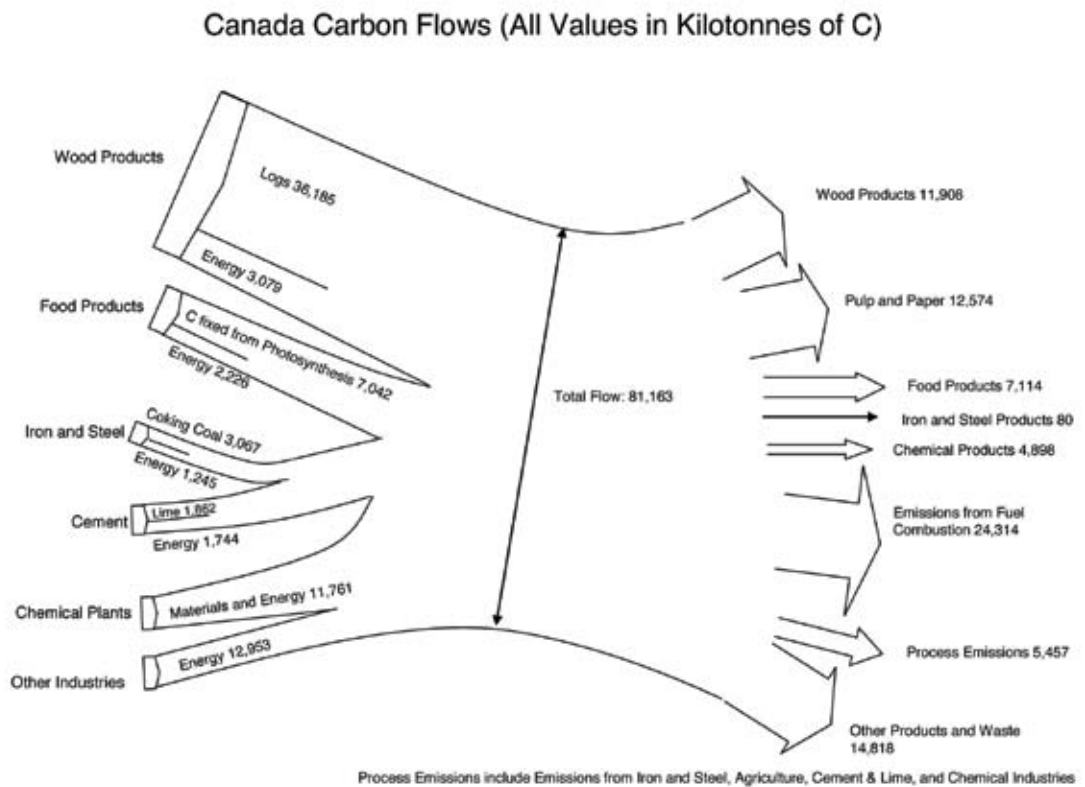 Canada Carbon Flows (All Values in Kilotonnes of C)
Wood Products
Logs 36,185
Energy 3,079
Food Products
C fixed from Photosynthesis 7,042
Energy 2,226
Iron and Steel
Coking Coal 3,067
Energy 1,245
Cement
Lime 1,862
Energy 1,744
Chemical Plants
Materials and Energy 11,761
Other Industries
Energy 12,953
Total Flow: 81,163
Wood Products 11,906
Pulp and Paper 12,574
Food Products 7,114
Iron and Steel Products 80
Chemical Products 4,898
Emissions from Fuel
Combustion 24,314
Process Emissions 5,457
Other Products and Waste
14,818
Process Emissions include Emissions from Iron and Steel, Agriculture, Cement & Lime, and Chemical Industries